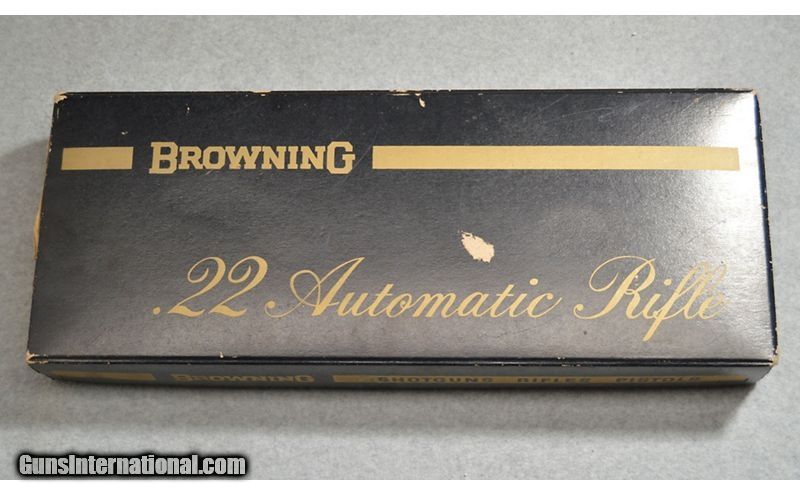 BROWNING
.22 Automatic Rifle
BROWNING SHOTGUNS RIFLES PISTOLS
GunsInternational.com